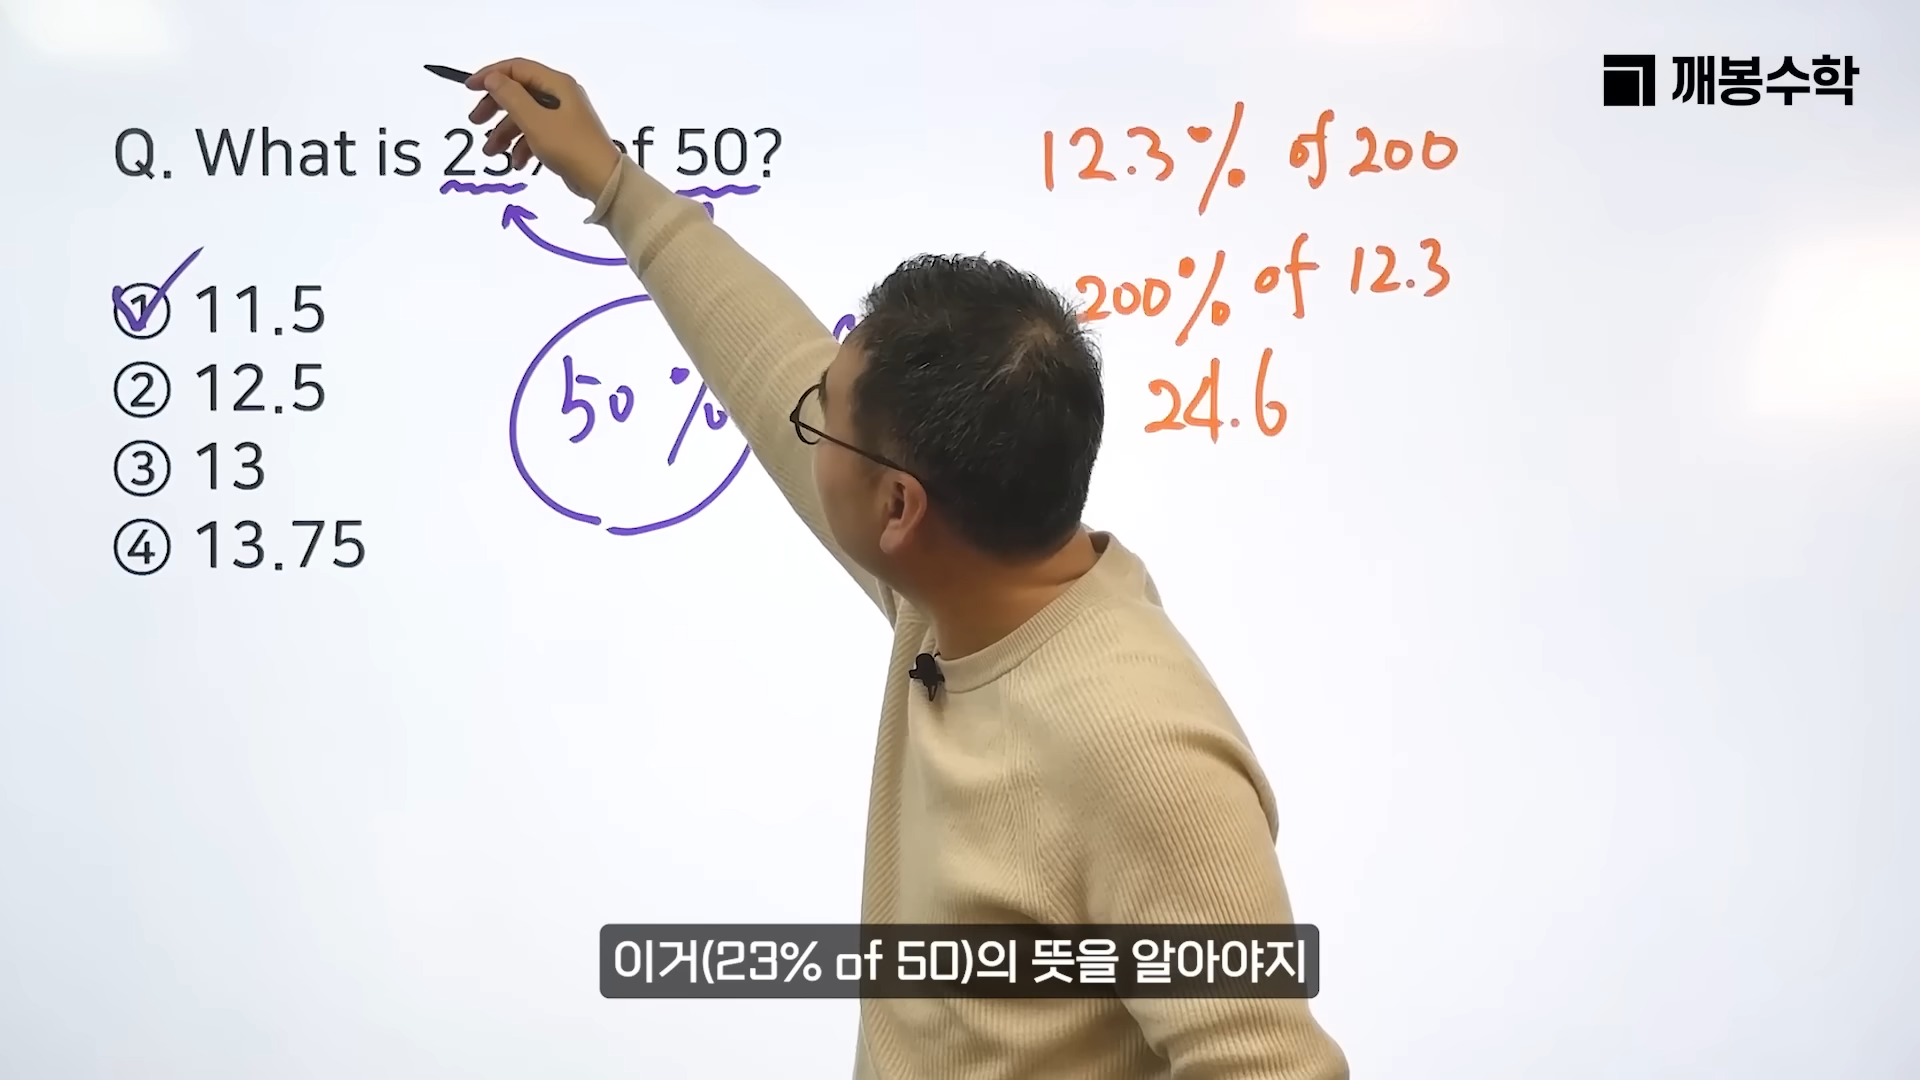 깨봉수학
Q. What is 23% of 50?
① 11.5
② 12.5
③ 13
④ 13.75
50%
12.3% of 200
200% of 12.3
24.6
이거(23% of 50)의 뜻을 알아야지